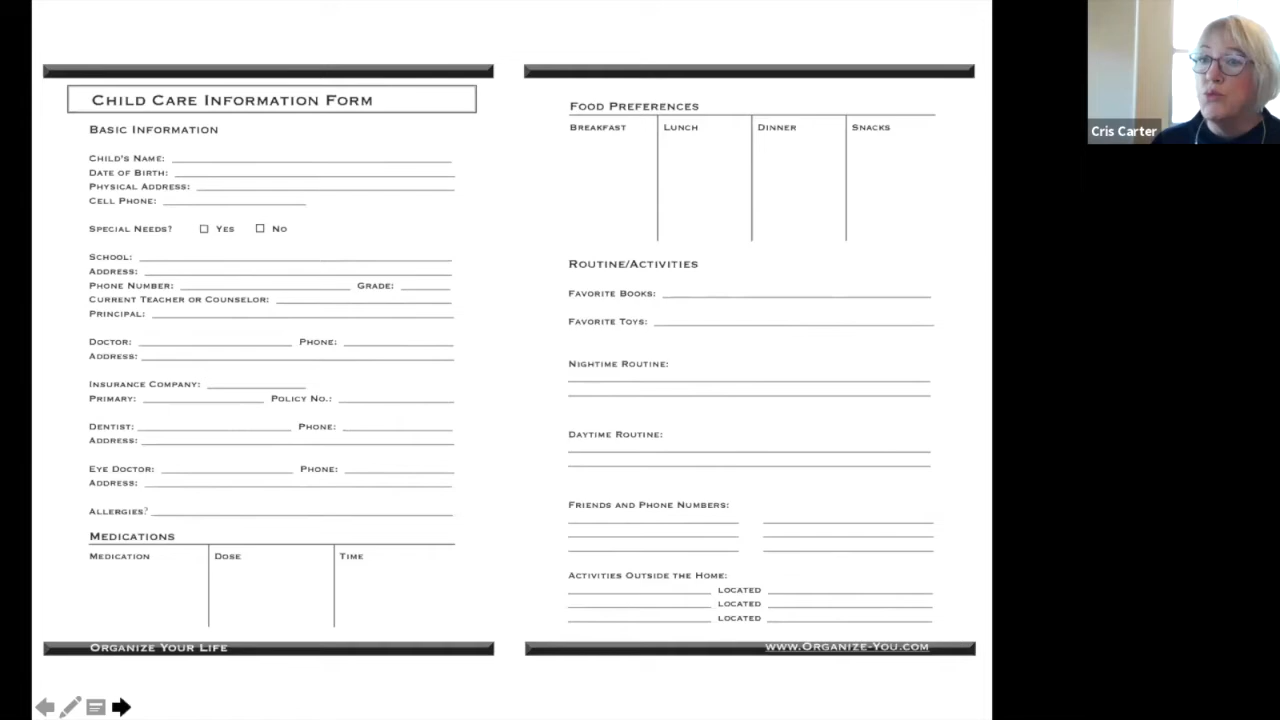 Child Care Information Form
Basic Information
Child's Name:
Date of Birth:
Physical Address:
Cell Phone:
Special Needs? Yes No
School:
Address:
Phone Number: Grade:
Current Teacher or Counselor:
Principal:
Doctor: Phone:
Address:
Insurance Company:
Primary: Policy No.:
Dentist: Phone:
Address:
Eye Doctor: Phone:
Address:
Allergies?
Medications
Medication Dose Time
Organize Your Life
Food Preferences
Breakfast Lunch Dinner Snacks
Routine/Activities
Favorite Books:
Favorite Toys:
Nightime Routine:
Daytime Routine:
Friends and Phone Numbers:
Activities Outside the Home:
Located
Located
Located
www.Organize-You.com
Cris Carter